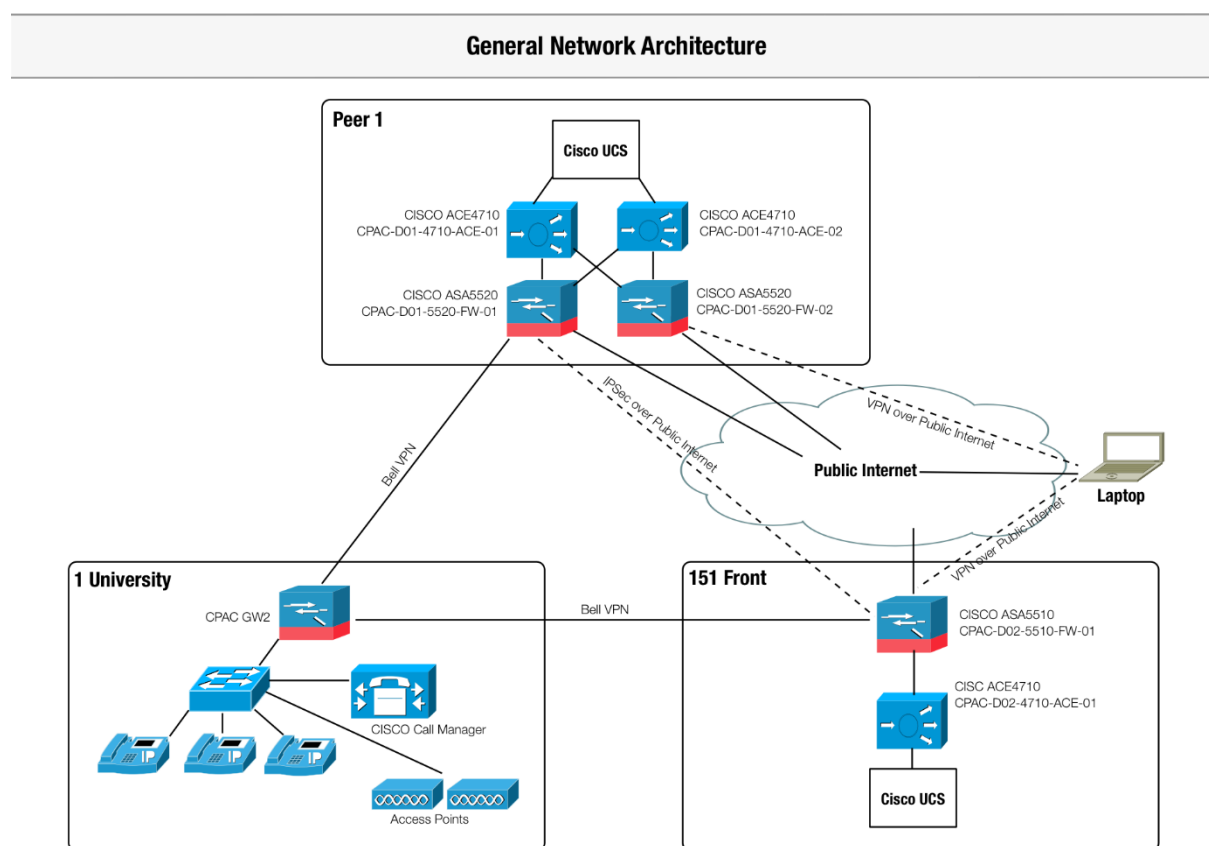 General Network Architecture
Peer 1
Cisco UCS
CISCO ACE4710
CPAC-D01-4710-ACE-01
CISCO ACE4710
CPAC-D01-4710-ACE-02
CISCO ASA5520
CPAC-D01-5520-FW-01
CISCO ASA5520
CPAC-D01-5520-FW-02
IPSec over Public Internet
VPN over Public Internet
Bell VPN
Public Internet
Laptop
VPN over Public Internet
1 University
CPAC GW2
Bell VPN
CISCO Call Manager
IP
IP
IP
Access Points
151 Front
CISCO ASA5510
CPAC-D02-5510-FW-01
CISC ACE4710
CPAC-D02-4710-ACE-01
Cisco UCS